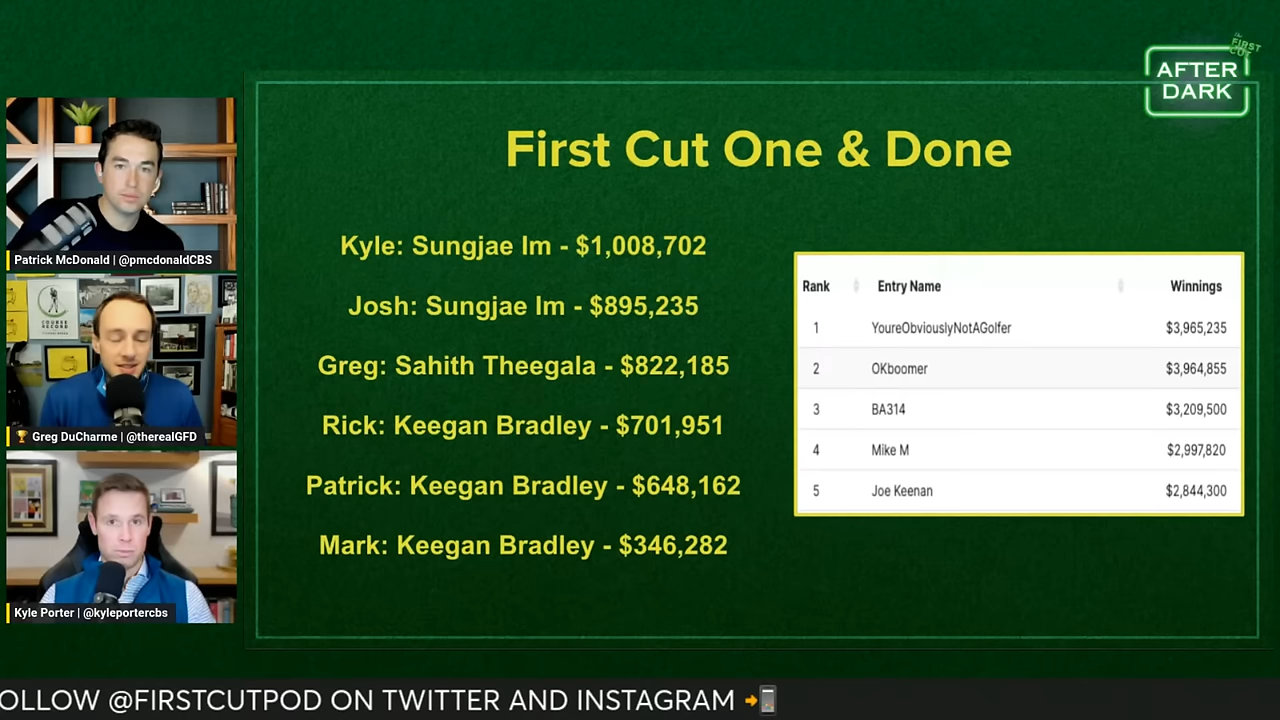 FIRST
CUT
AFTER
DARK
First Cut One & Done
Kyle: Sungjae Im - $1,008,702
Josh: Sungjae Im - $895,235
Greg: Sahith Theegala - $822,185
Rick: Keegan Bradley - $701,951
Patrick: Keegan Bradley - $648,162
Mark: Keegan Bradley - $346,282
Rank Entry Name Winnings
1 YoureObviouslyNotAGolfer $3,965,235
2 OKboomer $3,964,855
3 BA314 $3,209,500
4 Mike M $2,997,820
5 Joe Keenan $2,844,300
Patrick McDonald | @pmcdonaldCBS
COURSE
RECORD
Greg DuCharme | @therealGFD
Kyle Porter | @kyleportercbs
OLLOW @FIRSTCUTPOD ON TWITTER AND INSTAGRAM